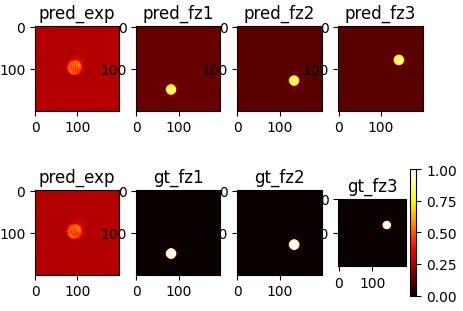 pred_exp pred_fz1 pred_fz2 pred_fz3
0 0 0 0
100 100 100 100
0 100 0 100 0 100 0 100
pred_exp gt_fz1 gt_fz2 gt_fz3
0 0 0 0 1.00
0.75
100 100 100 100 0.50
0.25
0 100 0 100 0 100 0 100 0.00